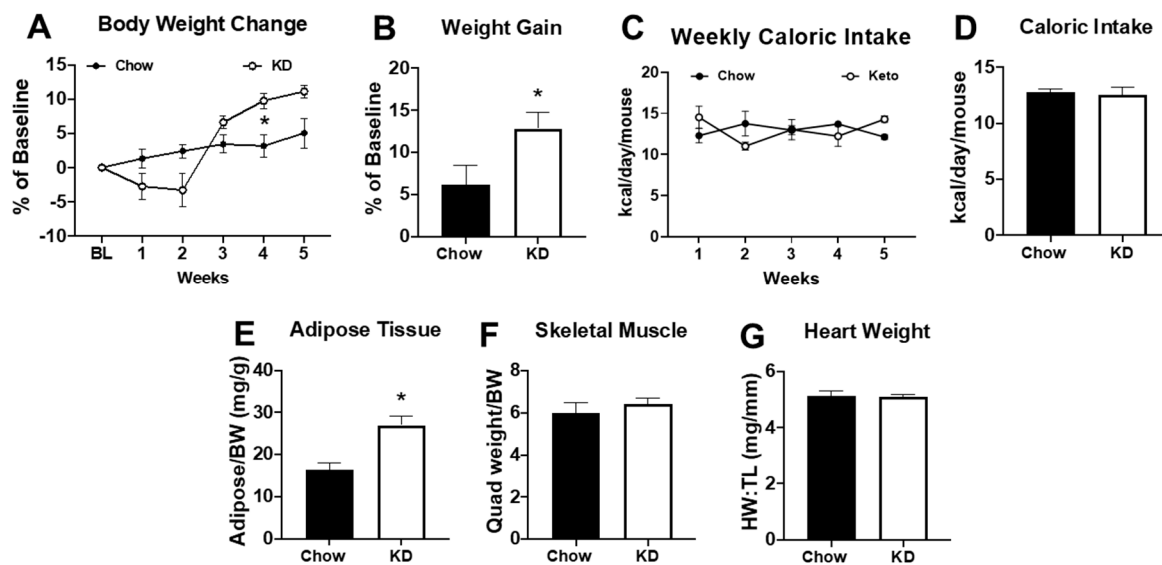 A Body Weight Change
Chow KD
% of Baseline
15
10
5
0
-5
-10
*
BL 1 2 3 4 5
Weeks
B Weight Gain
% of Baseline
20
15
10
5
0
*
Chow KD
C Weekly Caloric Intake
Chow Keto
kcal/day/mouse
20
15
10
5
0
1 2 3 4 5
Weeks
D Caloric Intake
kcal/day/mouse
15
10
5
0
Chow KD
E Adipose Tissue
Adipose/BW (mg/g)
40
30
20
10
0
*
Chow KD
F Skeletal Muscle
Quad weight/BW
8
6
4
2
0
Chow KD
G Heart Weight
HW:TL (mg/mm)
6
4
2
0
Chow KD